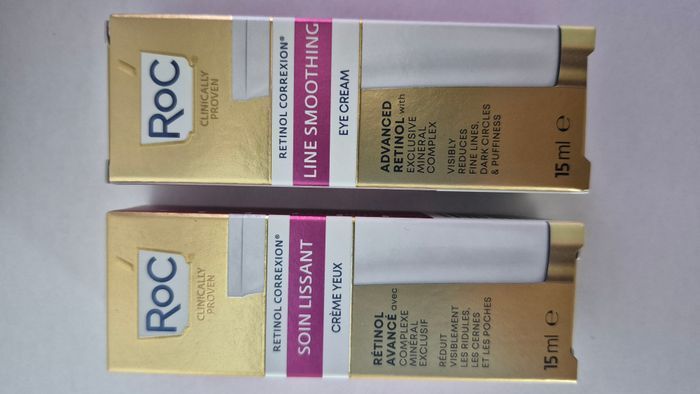 RoC
CLINICALLY
PROVEN
RETINOL CORREXION®
LINE SMOOTHING
EYE CREAM
ADVANCED
RETINOL with
EXCLUSIVE
MINERAL
COMPLEX
VISIBLY
REDUCES
FINE LINES,
DARK CIRCLES
& PUFFINESS
15 ml ℮
RoC
CLINICALLY
PROVEN
RETINOL CORREXION®
SOIN LISSANT
CRÈME YEUX
RÉTINOL
AVANCÉ avec
COMPLEXE
MINÉRAL
EXCLUSIF
RÉDUIT
VISIBLEMENT
LES RIDULES,
LES CERNES
ET LES POCHES
15 ml ℮